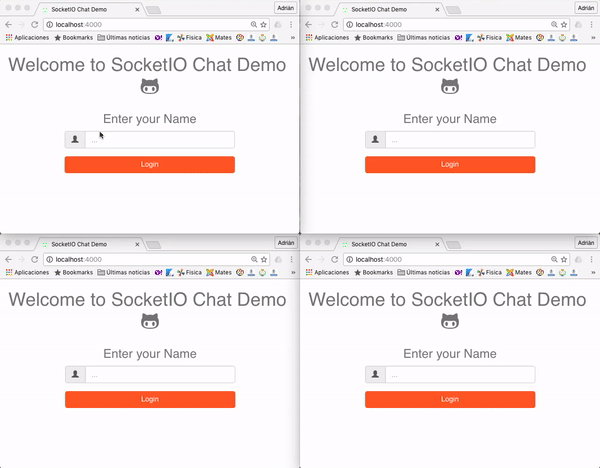 SocketIO Chat Demo
Adrián
localhost:4000
Aplicaciones Bookmarks Últimas noticias Física Mates »
Welcome to SocketIO Chat Demo
Enter your Name
...
Login
SocketIO Chat Demo
Adrián
localhost:4000
Aplicaciones Bookmarks Últimas noticias Física Mates »
Welcome to SocketIO Chat Demo
Enter your Name
...
Login
SocketIO Chat Demo
Adrián
localhost:4000
Aplicaciones Bookmarks Últimas noticias Física Mates »
Welcome to SocketIO Chat Demo
Enter your Name
...
Login
SocketIO Chat Demo
Adrián
localhost:4000
Aplicaciones Bookmarks Últimas noticias Física Mates »
Welcome to SocketIO Chat Demo
Enter your Name
...
Login